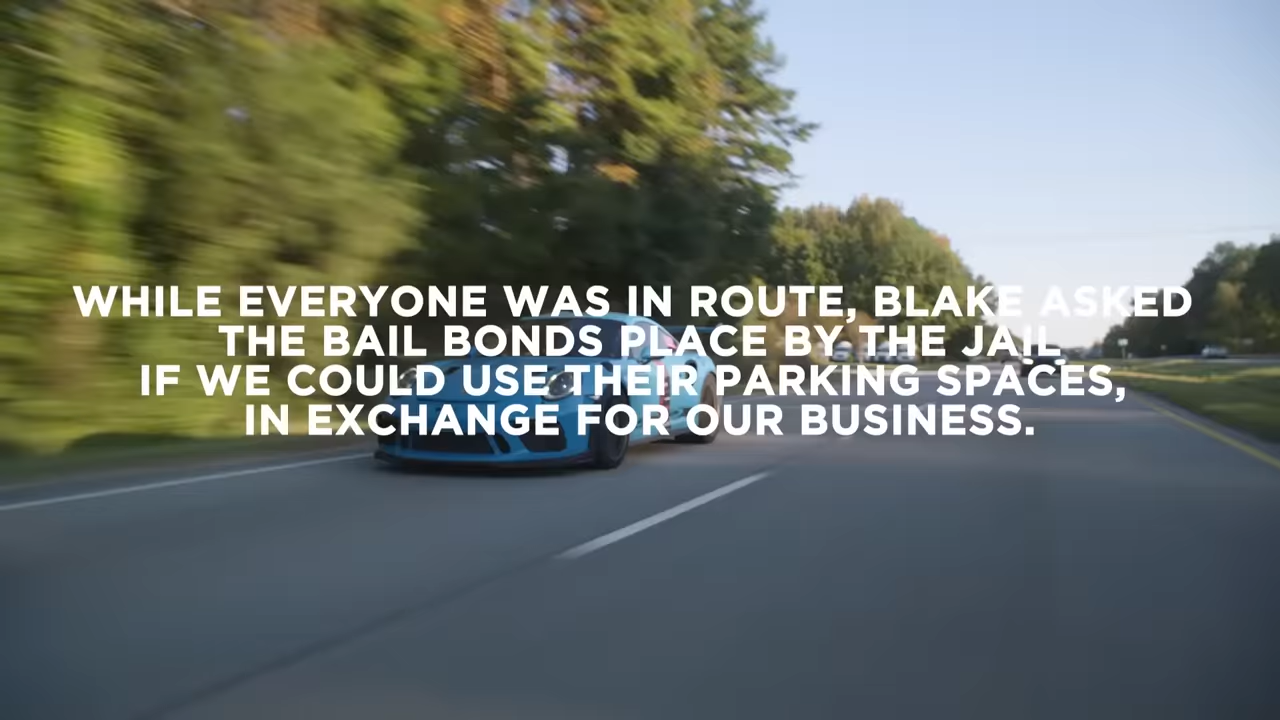 WHILE EVERYONE WAS IN ROUTE, BLAKE ASKED
THE BAIL BONDS PLACE BY THE JAIL
IF WE COULD USE THEIR PARKING SPACES,
IN EXCHANGE FOR OUR BUSINESS.